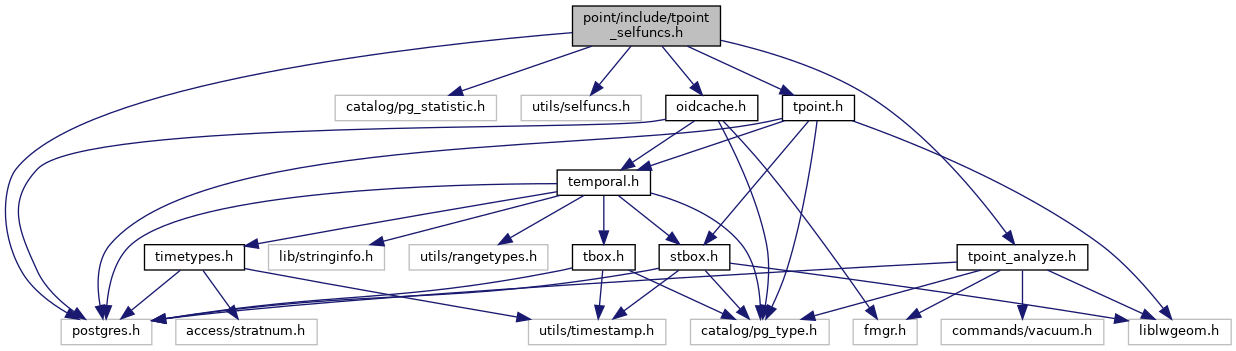 point/include/tpoint
_selfuncs.h
catalog/pg_statistic.h
utils/selfuncs.h
oidcache.h
tpoint.h
temporal.h
timetypes.h
lib/stringinfo.h
utils/rangetypes.h
tbox.h
stbox.h
tpoint_analyze.h
postgres.h
access/stratnum.h
utils/timestamp.h
catalog/pg_type.h
fmgr.h
commands/vacuum.h
liblwgeom.h